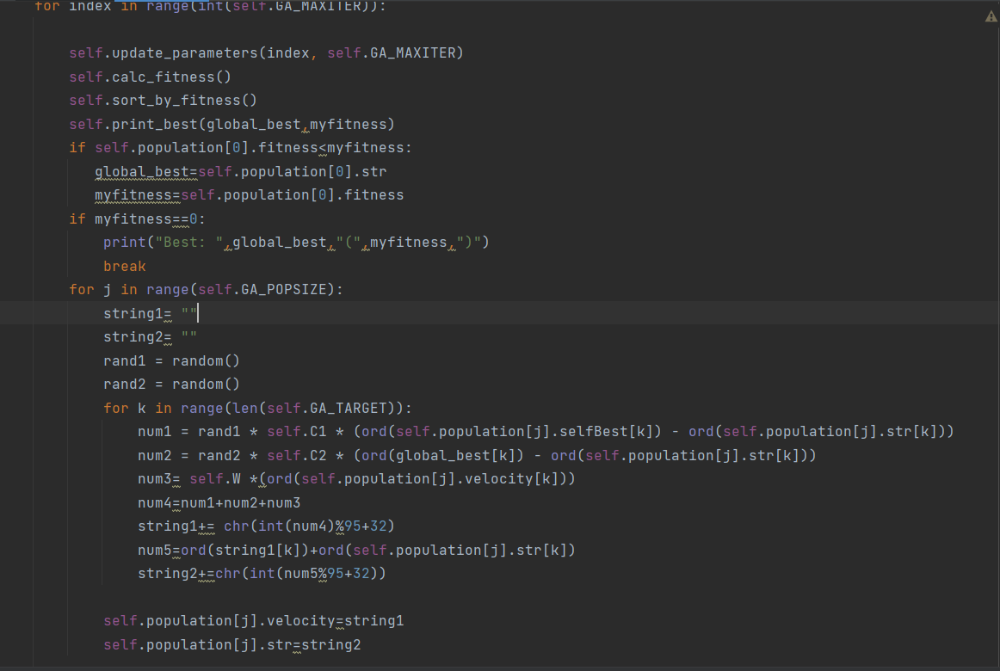 for index in range(int(self.GA_MAXITER)):
self.update_parameters(index, self.GA_MAXITER)
self.calc_fitness()
self.sort_by_fitness()
self.print_best(global_best,myfitness)
if self.population[0].fitness<myfitness:
global_best=self.population[0].str
myfitness=self.population[0].fitness
if myfitness==0:
print("Best: ",global_best,"(",myfitness,")")
break
for j in range(self.GA_POPSIZE):
string1= ""
string2= ""
rand1 = random()
rand2 = random()
for k in range(len(self.GA_TARGET)):
num1 = rand1 * self.C1 * (ord(self.population[j].selfBest[k]) - ord(self.population[j].str[k]))
num2 = rand2 * self.C2 * (ord(global_best[k]) - ord(self.population[j].str[k]))
num3= self.W *(ord(self.population[j].velocity[k]))
num4=num1+num2+num3
string1+= chr(int(num4)%95+32)
num5=ord(string1[k])+ord(self.population[j].str[k])
string2+=chr(int(num5%95+32))
self.population[j].velocity=string1
self.population[j].str=string2